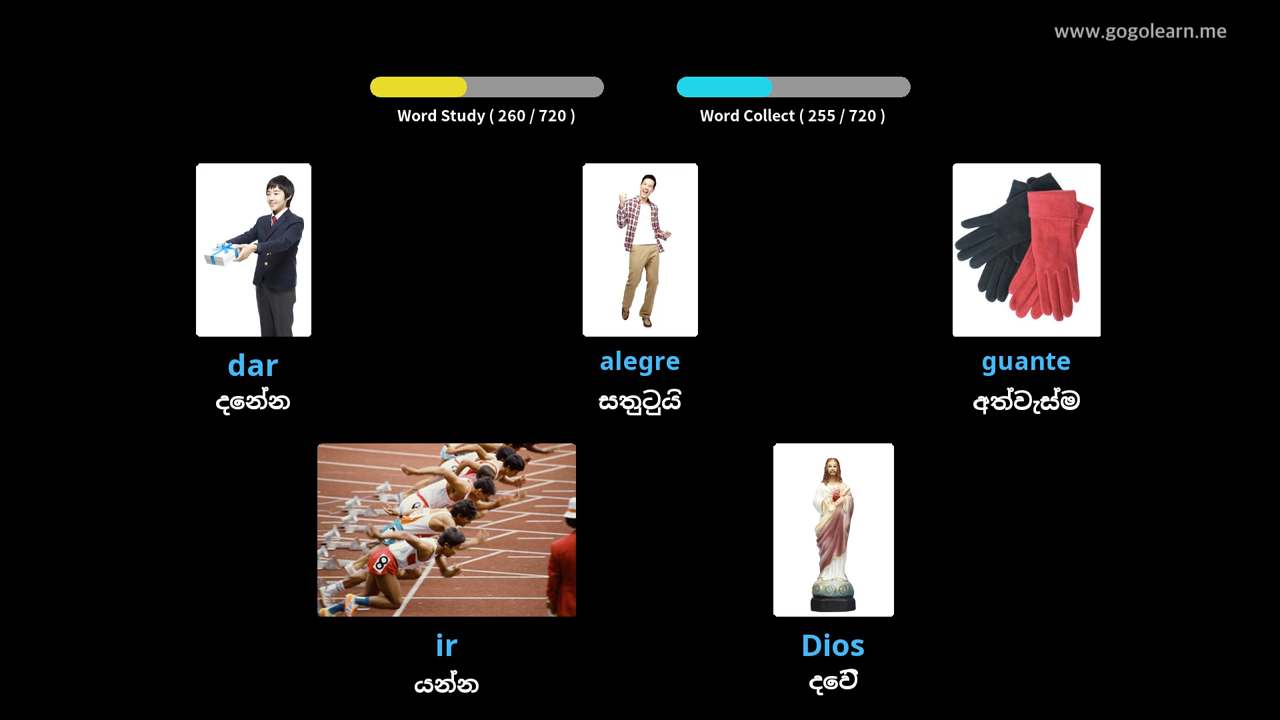 www.gogolearn.me
Word Study ( 260 / 720 )
Word Collect ( 255 / 720 )
dar
දනේන
alegre
සතුටුයි
guante
අත්වැස්ම
ir
යන්න
Dios
දවේි